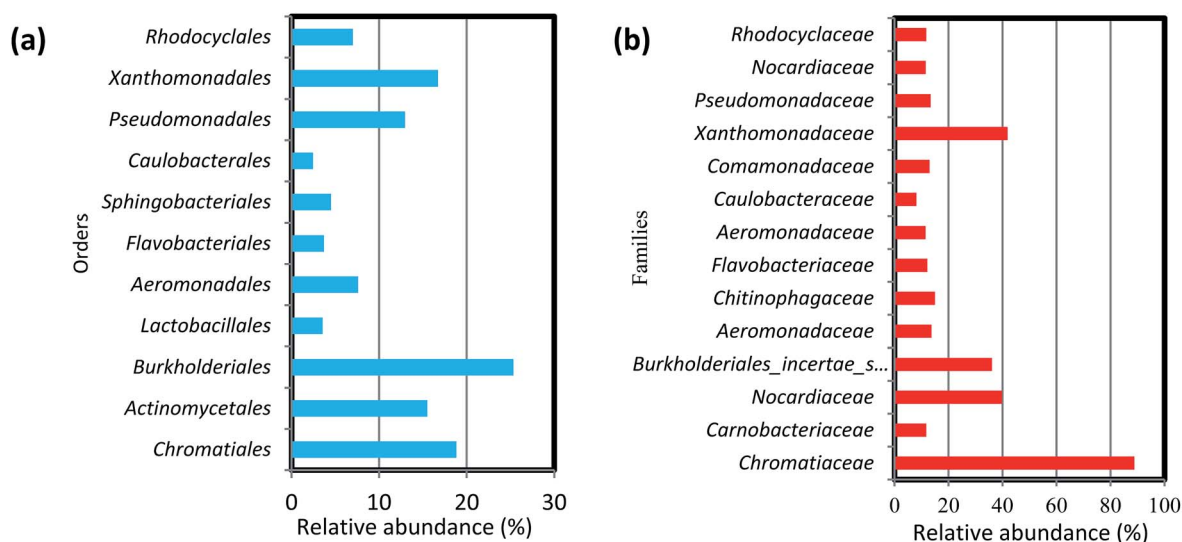 (a)
Orders
Rhodocyclales
Xanthomonadales
Pseudomonadales
Caulobacterales
Sphingobacteriales
Flavobacteriales
Aeromonadales
Lactobacillales
Burkholderiales
Actinomycetales
Chromatiales
0 10 20 30
Relative abundance (%)
(b)
Families
Rhodocyclaceae
Nocardiaceae
Pseudomonadaceae
Xanthomonadaceae
Comamonadaceae
Caulobacteraceae
Aeromonadaceae
Flavobacteriaceae
Chitinophagaceae
Aeromonadaceae
Burkholderiales_incertae_s...
Nocardiaceae
Carnobacteriaceae
Chromatiaceae
0 20 40 60 80 100
Relative abundance (%)